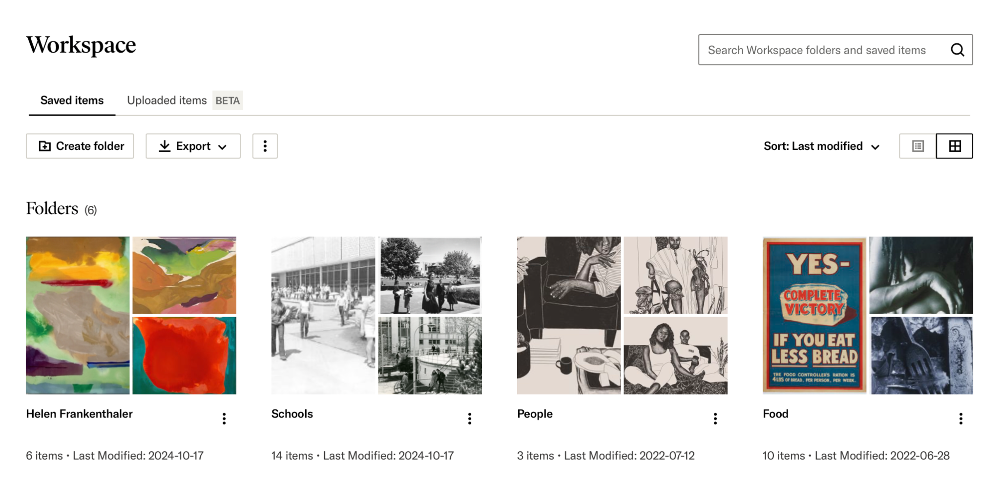 Workspace
Search Workspace folders and saved items
Saved items
Uploaded items BETA
Create folder
Export
Sort: Last modified
Folders (6)
YES-
COMPLETE
VICTORY
IF YOU EAT
LESS BREAD
THE FOOD CONTROLLER'S RATION IS
4LBS OF BREAD, PER PERSON, PER WEEK.
Helen Frankenthaler
Schools
People
Food
6 items • Last Modified: 2024-10-17
14 items • Last Modified: 2024-10-17
3 items • Last Modified: 2022-07-12
10 items • Last Modified: 2022-06-28